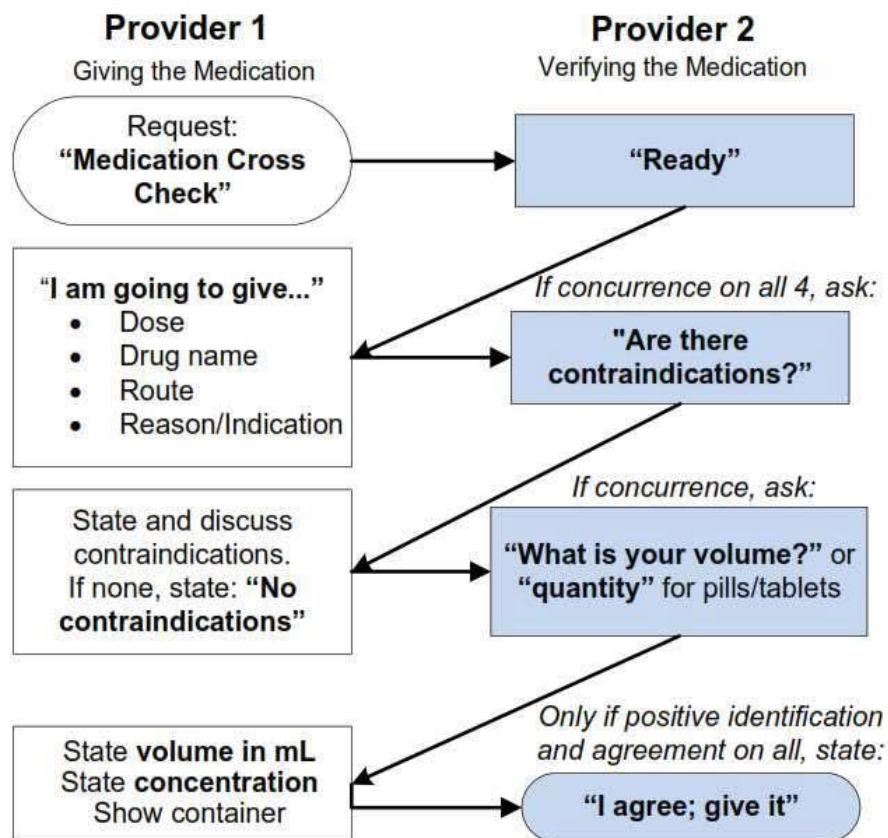 Provider 1
Giving the Medication
Provider 2
Verifying the Medication
Request:
“Medication Cross
Check”
“Ready”
“I am going to give...”
• Dose
• Drug name
• Route
• Reason/Indication
If concurrence on all 4, ask:
"Are there
contraindications?”
State and discuss
contraindications.
If none, state: “No
contraindications”
If concurrence, ask:
“What is your volume?” or
“quantity” for pills/tablets
State volume in mL
State concentration
Show container
Only if positive identification
and agreement on all, state:
“I agree; give it”